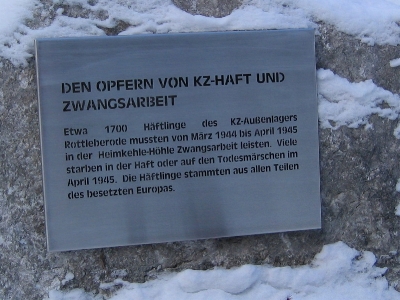 DEN OPFERN VON KZ-HAFT UND
ZWANGSARBEIT
Etwa 1700 Häftlinge des KZ-Außenlagers
Rottleberode mussten von März 1944 bis April 1945
in der Heimkehle-Höhle Zwangsarbeit leisten. Viele
starben in der Haft oder auf den Todesmärschen im
April 1945. Die Häftlinge stammten aus allen Teilen
des besetzten Europas.